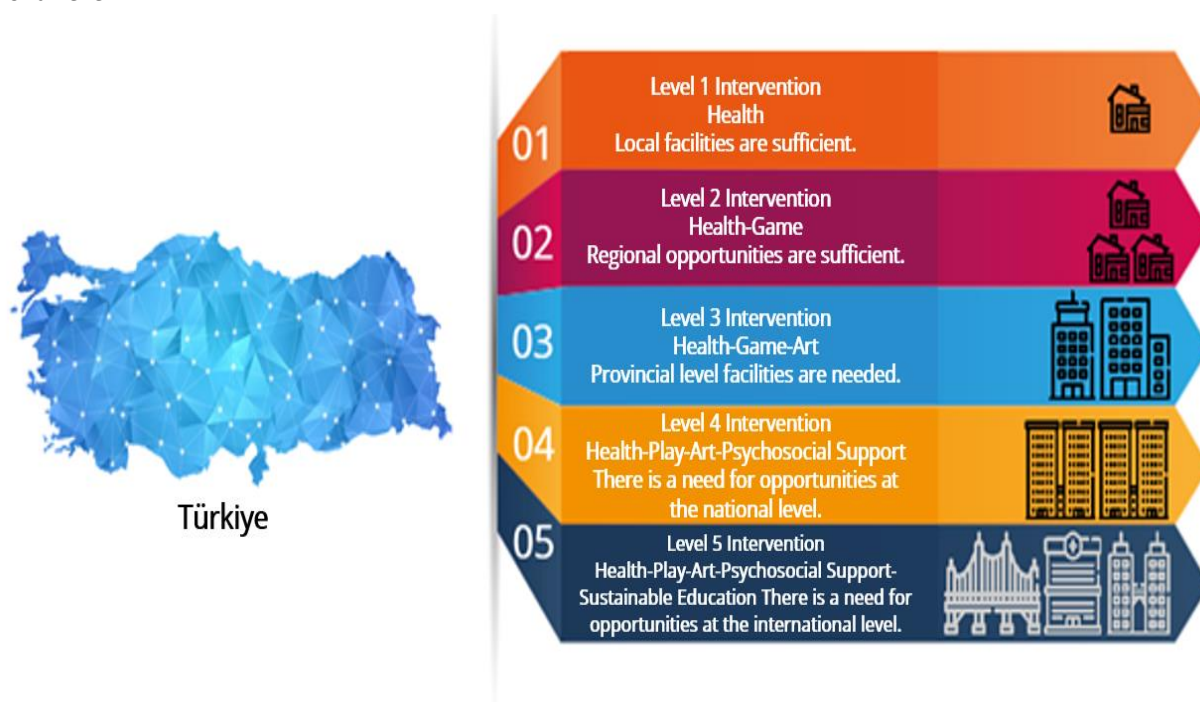 Türkiye
01
Level 1 Intervention
Health
Local facilities are sufficient.
02
Level 2 Intervention
Health-Game
Regional opportunities are sufficient.
03
Level 3 Intervention
Health-Game-Art
Provincial level facilities are needed.
04
Level 4 Intervention
Health-Play-Art-Psychosocial Support
There is a need for opportunities at
the national level.
05
Level 5 Intervention
Health-Play-Art-Psychosocial Support-
Sustainable Education There is a need for
opportunities at the international level.